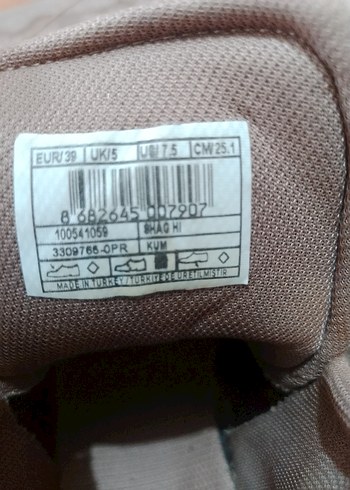 EUR/39 UK/5 US/7.5 CM/25.1
8 682645 007907
100541059 SHAQ HI
3309766-0PR KUM
MADE IN TURKEY / TÜRKİYE'DE ÜRETİLMİŞTİR